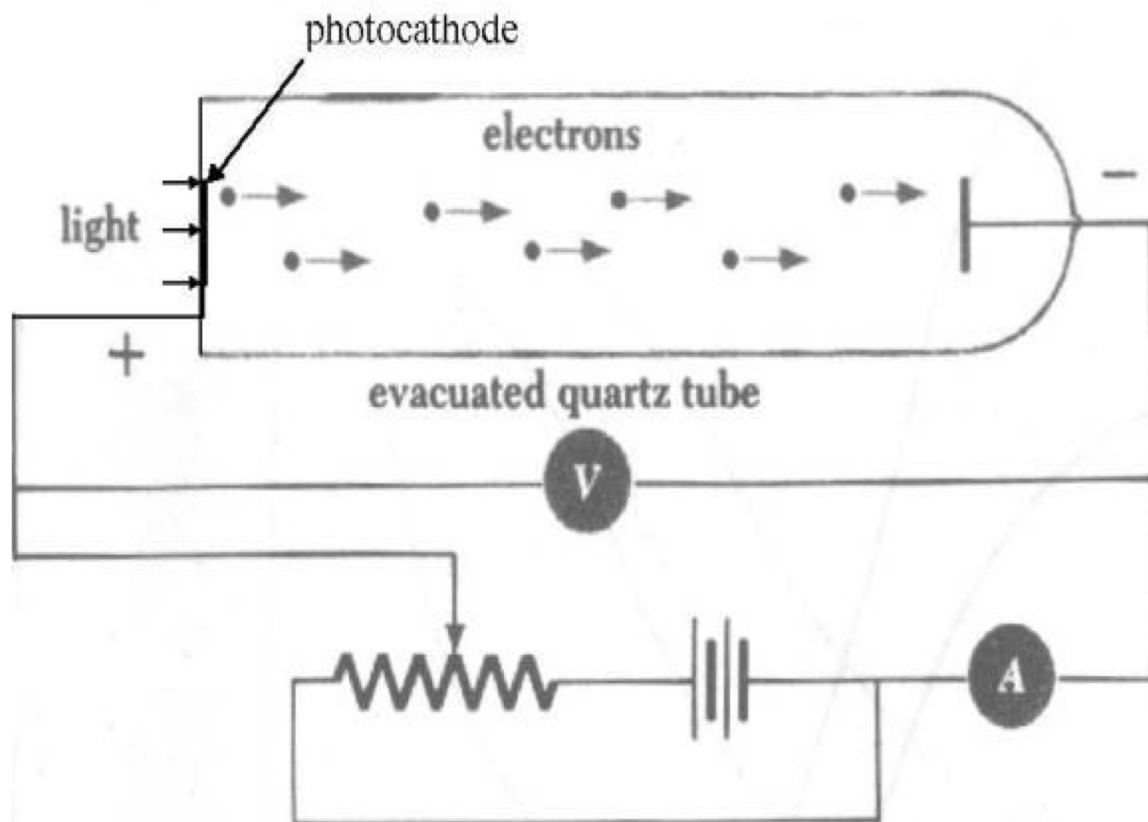 photocathode
electrons
−
light
+
evacuated quartz tube
V
A